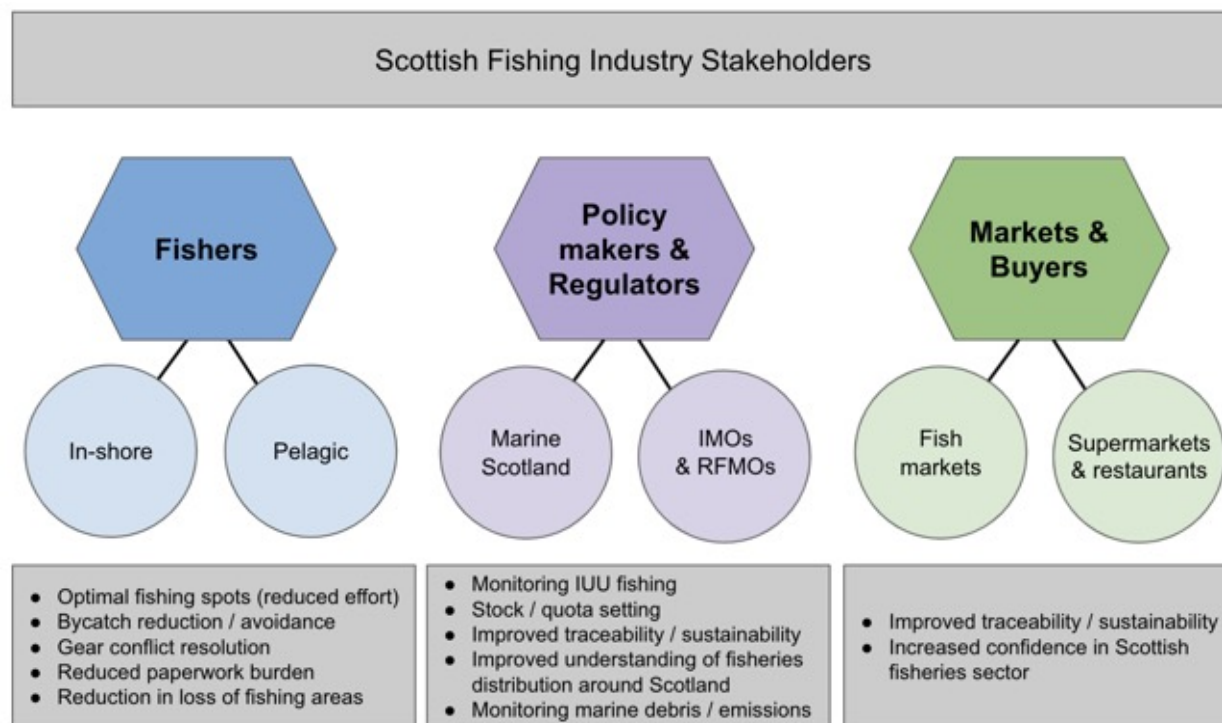 Scottish Fishing Industry Stakeholders
Fishers
Policy
makers &
Regulators
Markets &
Buyers
In-shore
Pelagic
Marine
Scotland
IMOs
& RFMOs
Fish
markets
Supermarkets
& restaurants
● Optimal fishing spots (reduced effort)
● Bycatch reduction / avoidance
● Gear conflict resolution
● Reduced paperwork burden
● Reduction in loss of fishing areas
● Monitoring IUU fishing
● Stock / quota setting
● Improved traceability / sustainability
● Improved understanding of fisheries
distribution around Scotland
● Monitoring marine debris / emissions
● Improved traceability / sustainability
● Increased confidence in Scottish
fisheries sector